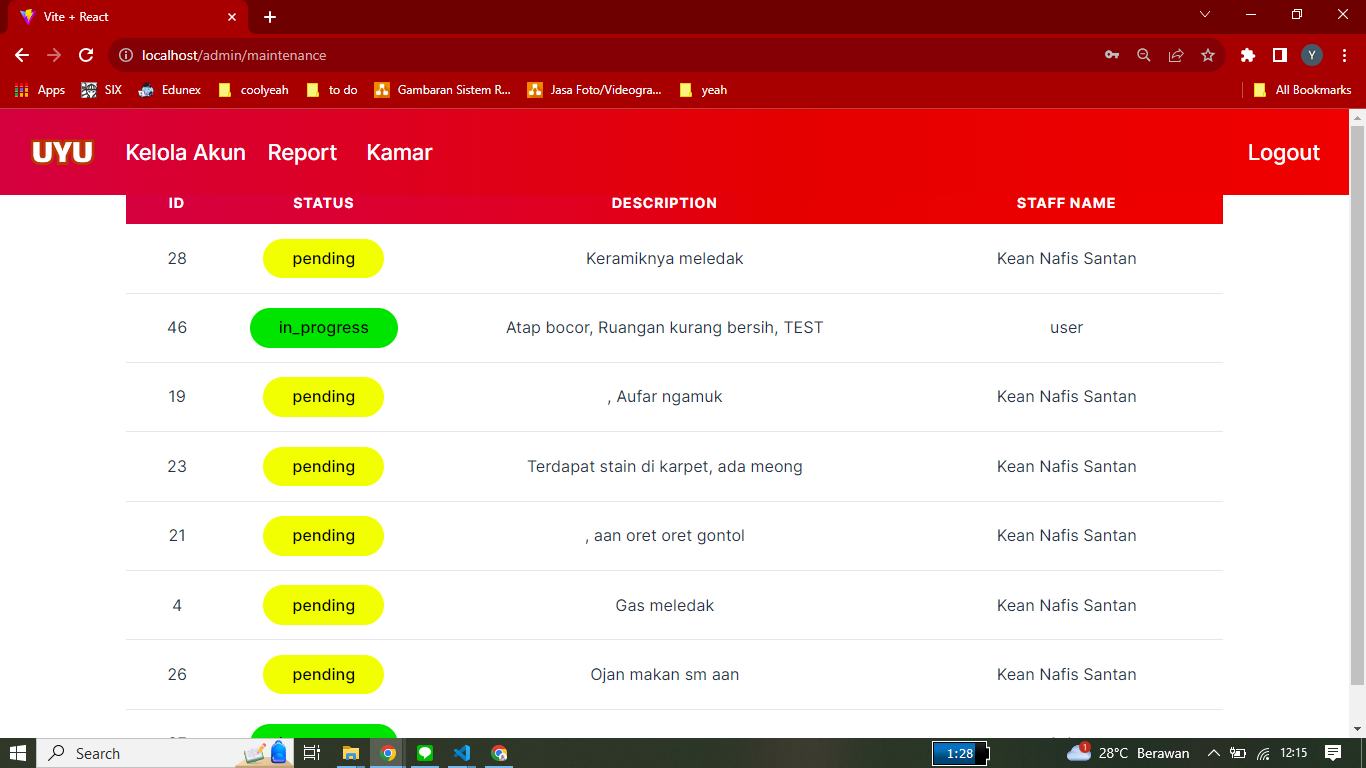 Vite + React
localhost/admin/maintenance
Y
Apps SIX Edunex coolyeah to do Gambaran Sistem R... Jasa Foto/Videogra... yeah All Bookmarks
UYU Kelola Akun Report Kamar Logout
ID STATUS DESCRIPTION STAFF NAME
28 pending Keramiknya meledak Kean Nafis Santan
46 in_progress Atap bocor, Ruangan kurang bersih, TEST user
19 pending , Aufar ngamuk Kean Nafis Santan
23 pending Terdapat stain di karpet, ada meong Kean Nafis Santan
21 pending , aan oret oret gontol Kean Nafis Santan
4 pending Gas meledak Kean Nafis Santan
26 pending Ojan makan sm aan Kean Nafis Santan
Search 1:28 1 28°C Berawan 12:15